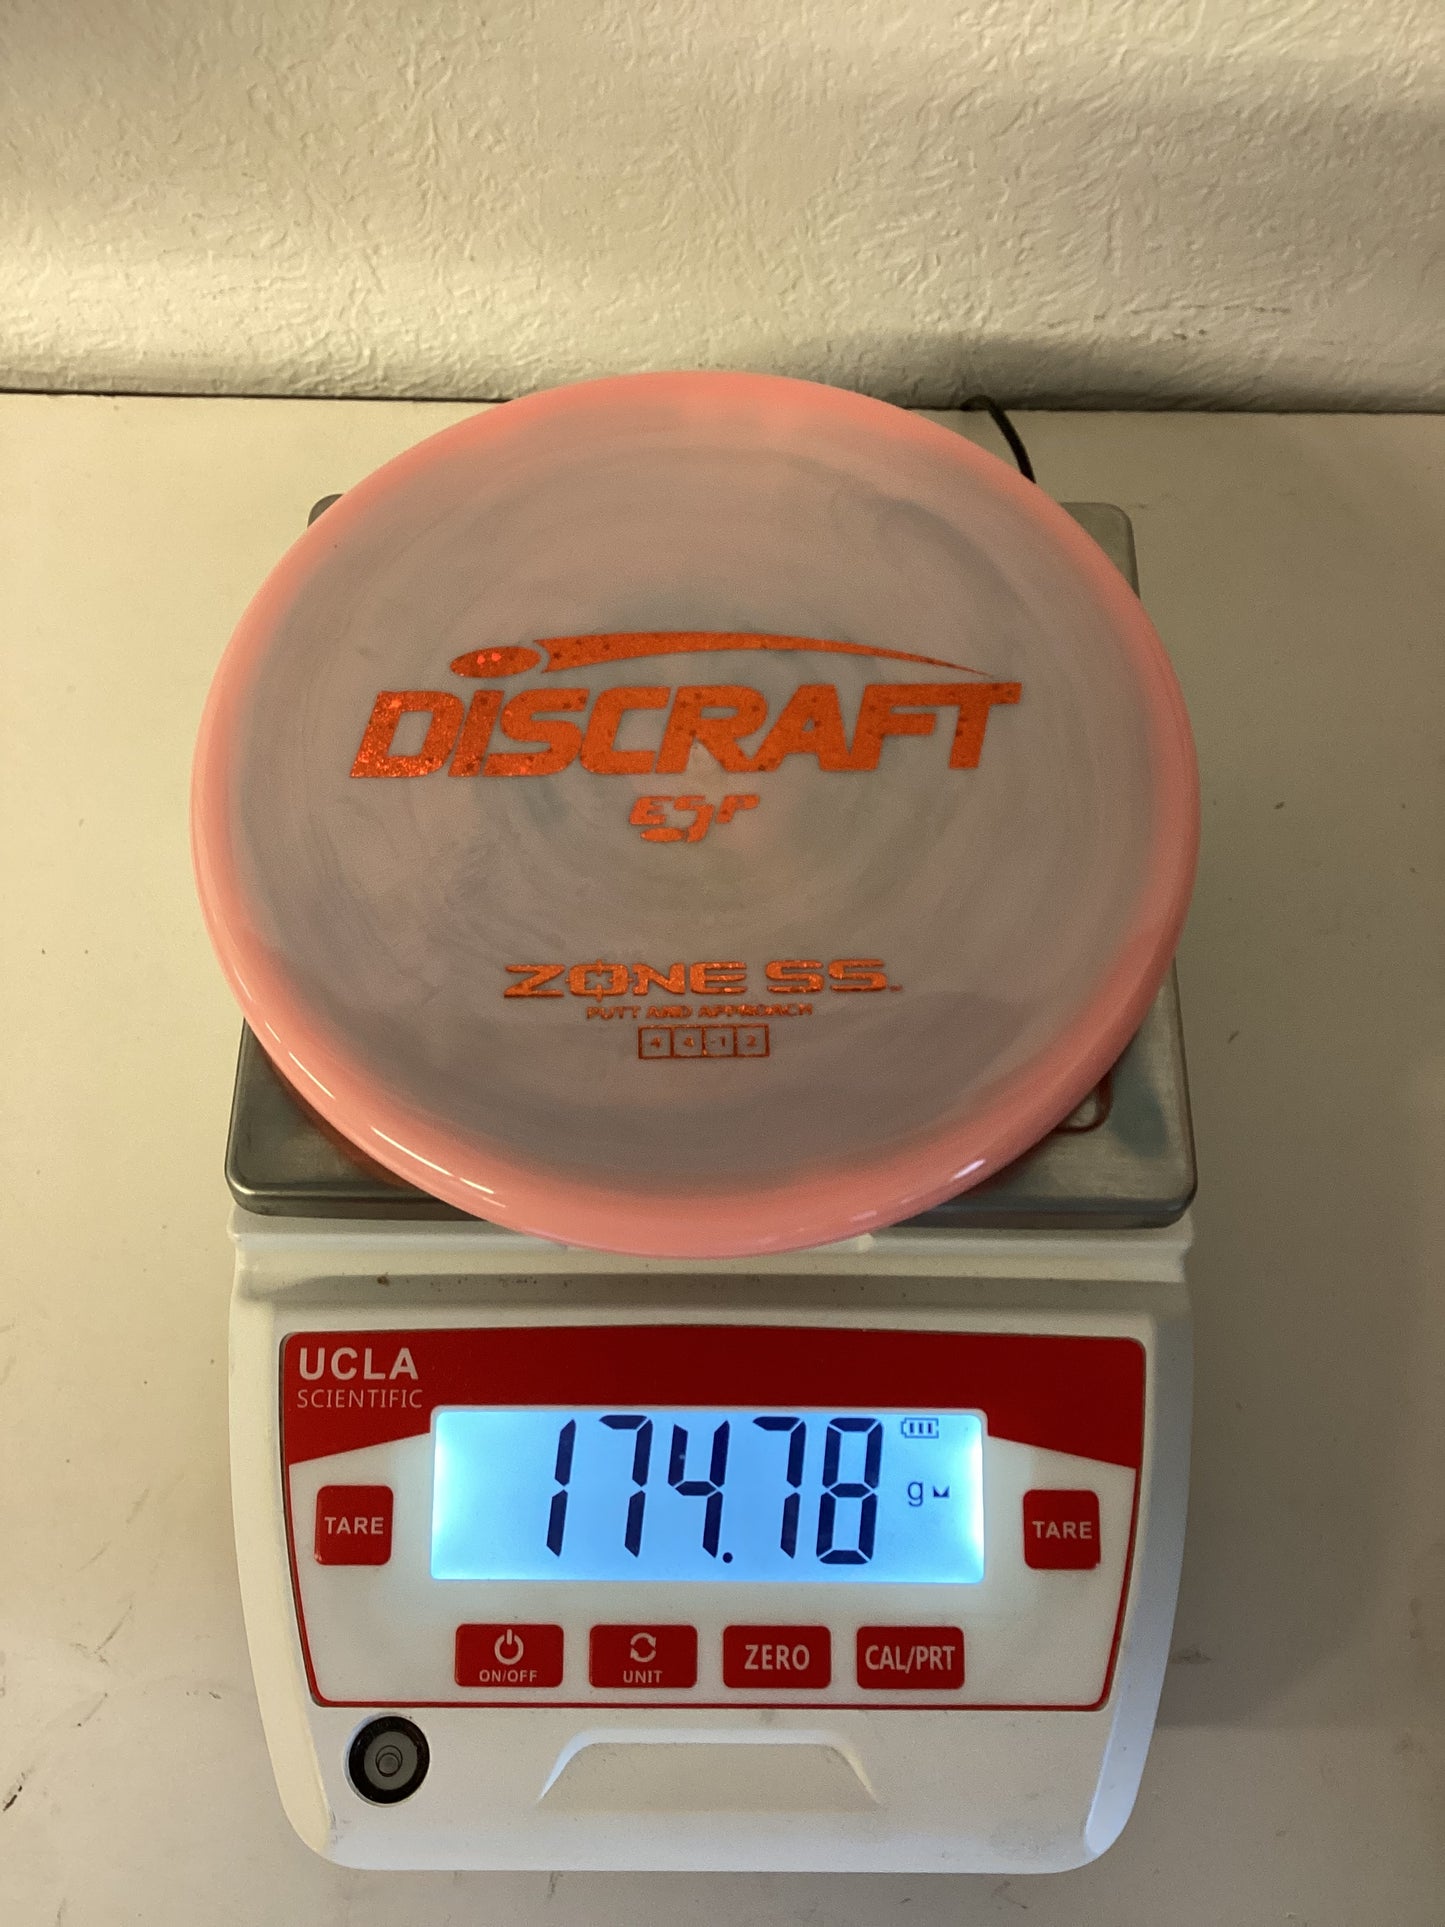 DISCRAFT
ESP
ZONE SS™
PUTT AND APPROACH
4 4 -1 2
UCLA
SCIENTIFIC
174.78 g
TARE
TARE
ON/OFF
UNIT
ZERO
CAL/PRT